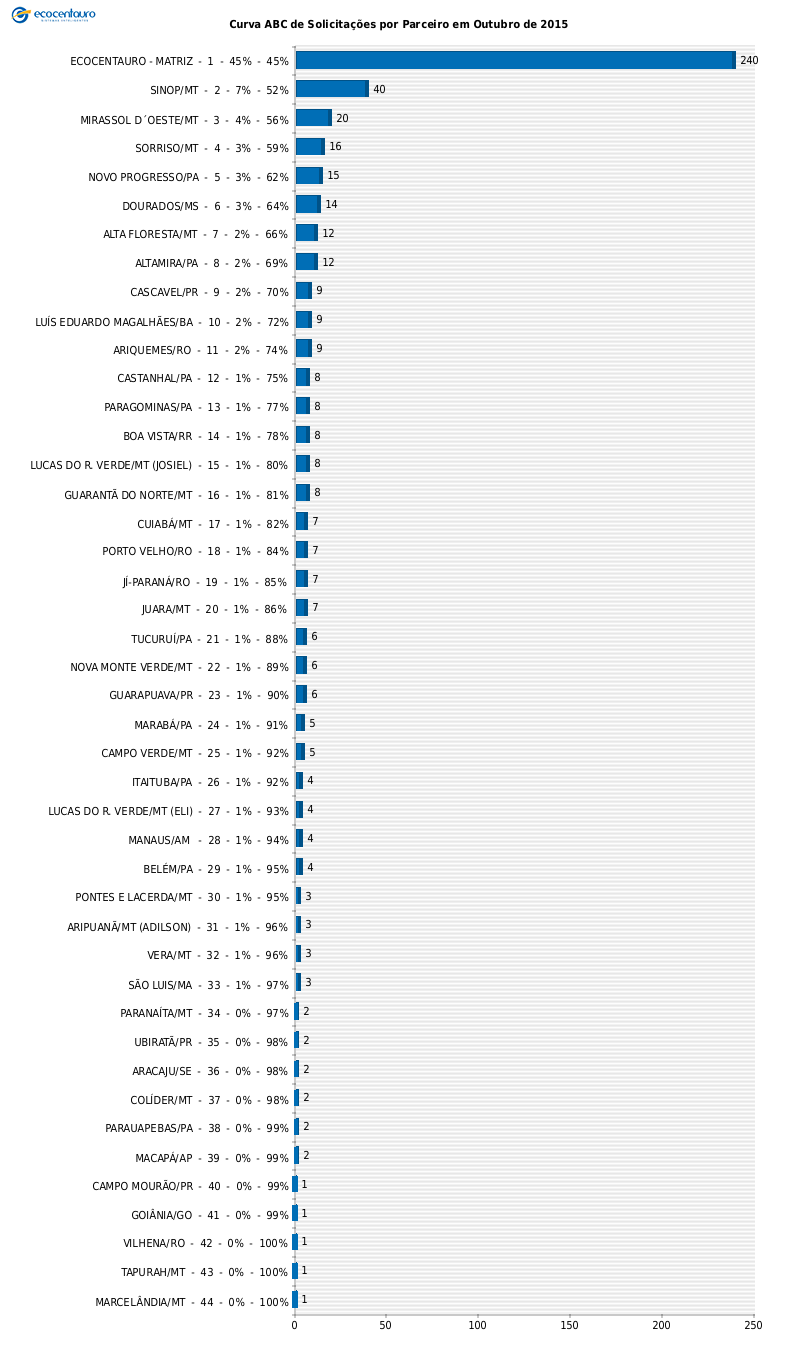 ecocentauro
Curva ABC de Solicitações por Parceiro em Outubro de 2015
ECOCENTAURO - MATRIZ - 1 - 45% - 45% 240
SINOP/MT - 2 - 7% - 52% 40
MIRASSOL D´OESTE/MT - 3 - 4% - 56% 20
SORRISO/MT - 4 - 3% - 59% 16
NOVO PROGRESSO/PA - 5 - 3% - 62% 15
DOURADOS/MS - 6 - 3% - 64% 14
ALTA FLORESTA/MT - 7 - 2% - 66% 12
ALTAMIRA/PA - 8 - 2% - 69% 12
CASCAVEL/PR - 9 - 2% - 70% 9
LUÍS EDUARDO MAGALHÃES/BA - 10 - 2% - 72% 9
ARIQUEMES/RO - 11 - 2% - 74% 9
CASTANHAL/PA - 12 - 1% - 75% 8
PARAGOMINAS/PA - 13 - 1% - 77% 8
BOA VISTA/RR - 14 - 1% - 78% 8
LUCAS DO R. VERDE/MT (JOSIEL) - 15 - 1% - 80% 8
GUARANTÃ DO NORTE/MT - 16 - 1% - 81% 8
CUIABÁ/MT - 17 - 1% - 82% 7
PORTO VELHO/RO - 18 - 1% - 84% 7
JÍ-PARANÁ/RO - 19 - 1% - 85% 7
JUARA/MT - 20 - 1% - 86% 7
TUCURUÍ/PA - 21 - 1% - 88% 6
NOVA MONTE VERDE/MT - 22 - 1% - 89% 6
GUARAPUAVA/PR - 23 - 1% - 90% 6
MARABÁ/PA - 24 - 1% - 91% 5
CAMPO VERDE/MT - 25 - 1% - 92% 5
ITAITUBA/PA - 26 - 1% - 92% 4
LUCAS DO R. VERDE/MT (ELI) - 27 - 1% - 93% 4
MANAUS/AM - 28 - 1% - 94% 4
BELÉM/PA - 29 - 1% - 95% 4
PONTES E LACERDA/MT - 30 - 1% - 95% 3
ARIPUANÃ/MT (ADILSON) - 31 - 1% - 96% 3
VERA/MT - 32 - 1% - 96% 3
SÃO LUIS/MA - 33 - 1% - 97% 3
PARANAÍTA/MT - 34 - 0% - 97% 2
UBIRATÃ/PR - 35 - 0% - 98% 2
ARACAJU/SE - 36 - 0% - 98% 2
COLÍDER/MT - 37 - 0% - 98% 2
PARAUAPEBAS/PA - 38 - 0% - 99% 2
MACAPÁ/AP - 39 - 0% - 99% 2
CAMPO MOURÃO/PR - 40 - 0% - 99% 1
GOIÂNIA/GO - 41 - 0% - 99% 1
VILHENA/RO - 42 - 0% - 100% 1
TAPURAH/MT - 43 - 0% - 100% 1
MARCELÂNDIA/MT - 44 - 0% - 100% 1
0 50 100 150 200 250